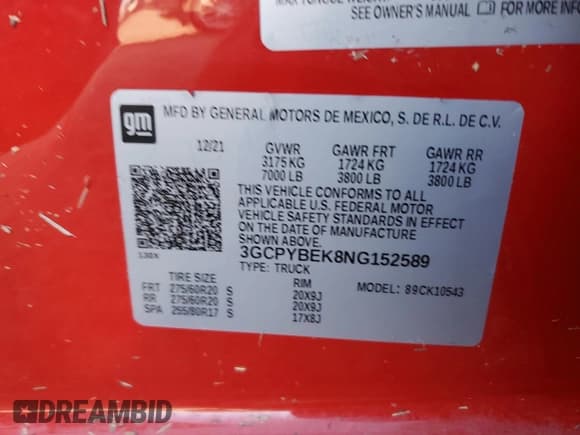 SEE OWNER'S MANUAL FOR MORE INFO
gm
MFD BY GENERAL MOTORS DE MEXICO, S. DE R.L. DE C.V.
12/21 GVWR GAWR FRT GAWR RR
3175 KG 1724 KG 1724 KG
7000 LB 3800 LB 3800 LB
THIS VEHICLE CONFORMS TO ALL
APPLICABLE U.S. FEDERAL MOTOR
VEHICLE SAFETY STANDARDS IN EFFECT
ON THE DATE OF MANUFACTURE
SHOWN ABOVE.
130X
3GCPYBEK8NG152589
TYPE: TRUCK
TIRE SIZE RIM MODEL: 89CK10543
FRT 275/60R20 S 20X9J
RR 275/60R20 S 20X9J
SPA 255/80R17 S 17X8J
DREAMBID